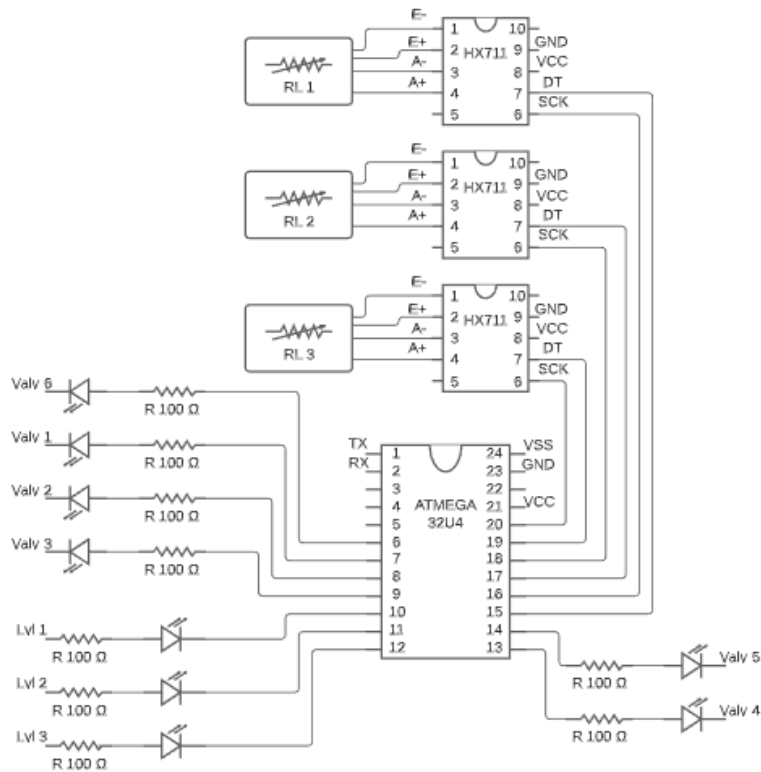 E-
1 10
E+ GND
2 HX711 9
A- VCC
3 8
RL 1
A+ DT
4 7
SCK
5 6
E-
1 10
E+ GND
2 HX711 9
A- VCC
3 8
RL 2
A+ DT
4 7
SCK
5 6
E-
1 10
E+ GND
2 HX711 9
A- VCC
3 8
RL 3
A+ DT
4 7
SCK
5 6
Valv 6
R 100 Ω
Valv 1
R 100 Ω
Valv 2
R 100 Ω
Valv 3
R 100 Ω
TX 1 24 VSS
RX 2 23 GND
3 22
4 21 VCC
ATMEGA
32U4
5 20
6 19
7 18
8 17
9 16
10 15
11 14
12 13
Lvl 1
R 100 Ω
Lvl 2
R 100 Ω
Lvl 3
R 100 Ω
Valv 5
R 100 Ω
Valv 4
R 100 Ω